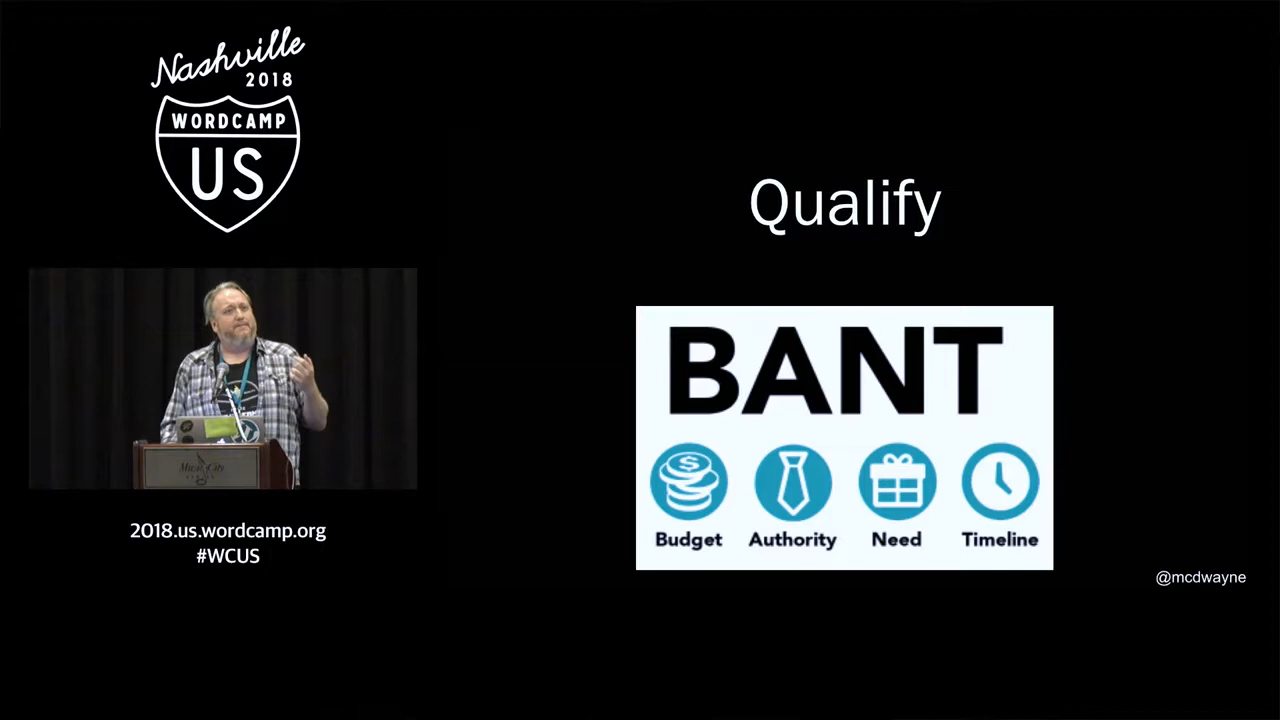 Nashville
2018
WORDCAMP
US
2018.us.wordcamp.org
#WCUS
Qualify
BANT
Budget
Authority
Need
Timeline
@mcdwayne